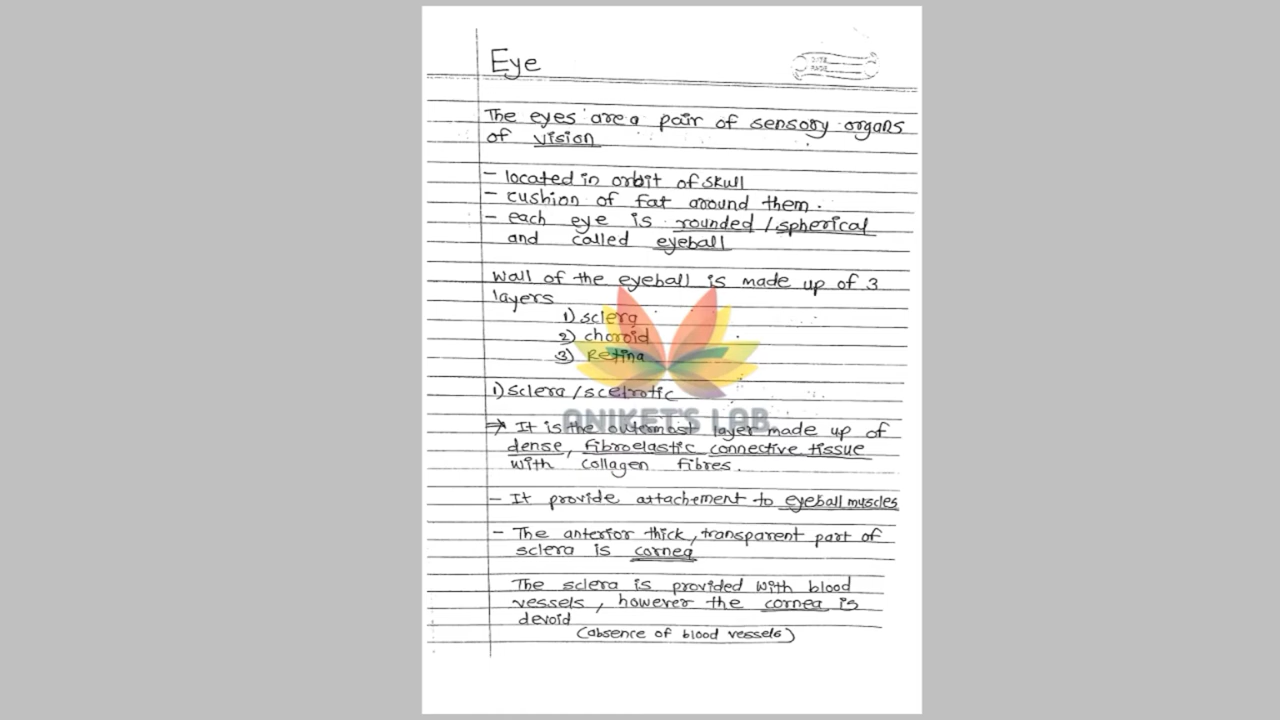 Eye
DATE
PAGE
The eyes are a pair of sensory organs
of vision
- located in orbit of skull
- cushion of fat around them.
- each eye is rounded / spherical
and called eyeball
Wall of the eyeball is made up of 3
layers
1) sclera
2) choroid
3) Retina
1) sclera / scelrotic
ANIKET'S LAB
→ It is the outermost layer made up of
dense, fibroelastic connective tissue
with collagen fibres.
- It provide attachement to eyeball muscles
- The anterior thick, transparent part of
sclera is cornea
The sclera is provided with blood
vessels, however the cornea is
devoid
(absence of blood vessels)